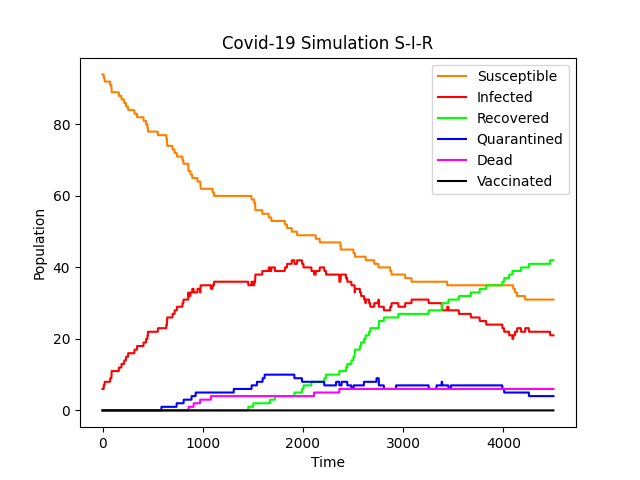 Covid-19 Simulation S-I-R
Susceptible
Infected
Recovered
Quarantined
Dead
Vaccinated
Population
80
60
40
20
0
0 1000 2000 3000 4000
Time